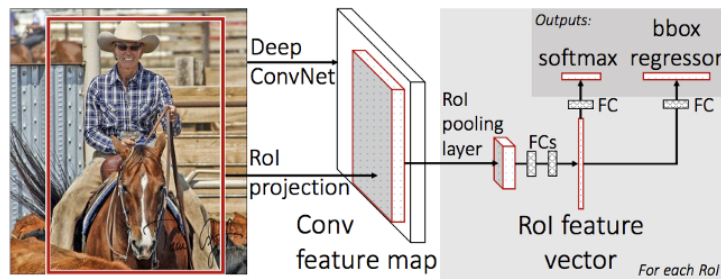 Deep
ConvNet
RoI
projection
Conv
feature map
RoI
pooling
layer
FCs
Outputs:
softmax
bbox
regressor
FC
FC
RoI feature
vector
For each RoI